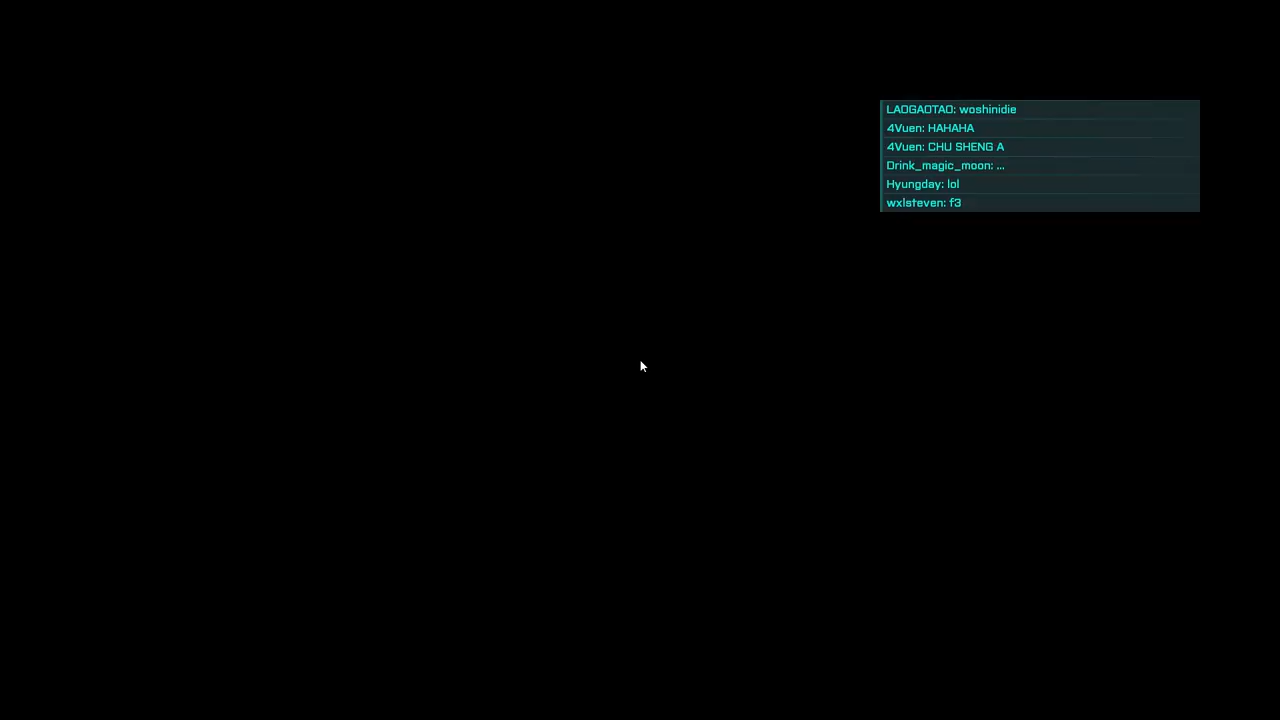 LAOGAOTAO: woshinidie
4Vuen: HAHAHA
4Vuen: CHU SHENG A
Drink_magic_moon: ...
Hyungday: lol
wxlsteven: f3